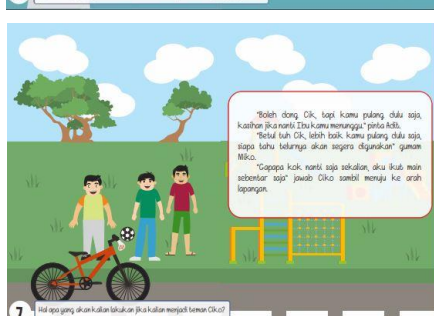 "Boleh dong Cik, tapi kamu pulang dulu saja,
kasihan jika nanti Ibu kamu menunggu." pinta Adit.
"Betul tuh Cik, lebih baik kamu pulang dulu saja,
siapa tahu telurnya akan segera digunakan" gumam
Niko.
"Gapapa kok nanti saja sekalian, aku ikut main
sebentar saja" jawab Ciko sambil menuju ke arah
lapangan.
7
Hal apa yang akan kalian lakukan jika kalian menjadi teman Ciko?